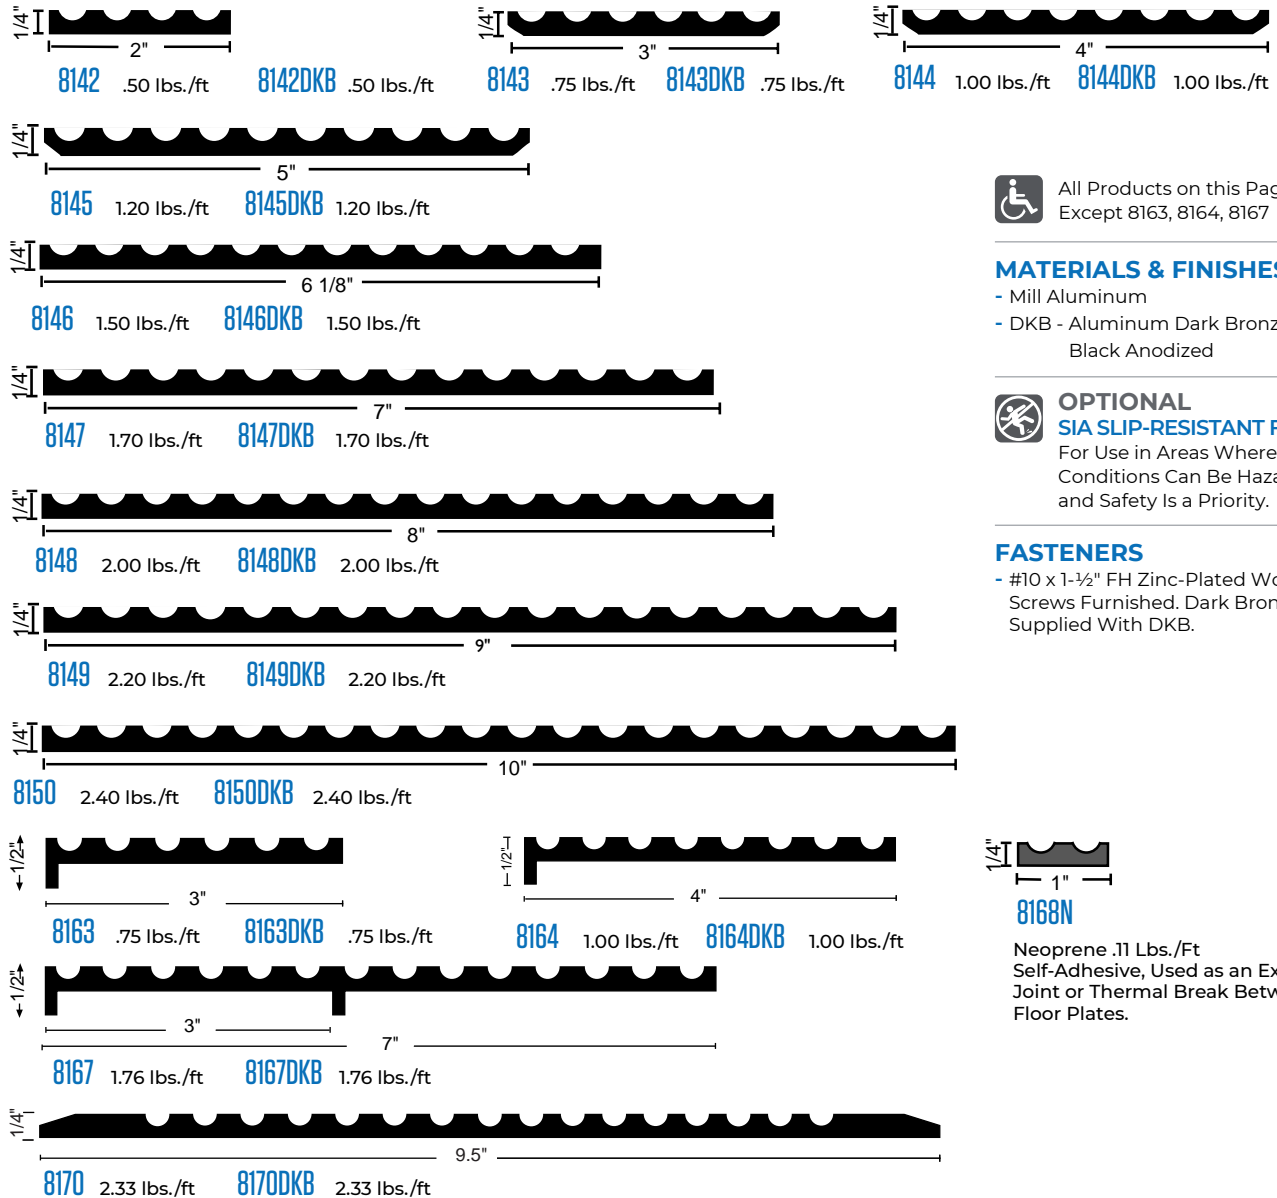 1/4" 2"
8142 .50 lbs./ft 8142DKB .50 lbs./ft
1/4" 3"
8143 .75 lbs./ft 8143DKB .75 lbs./ft
1/4" 4"
8144 1.00 lbs./ft 8144DKB 1.00 lbs./ft
1/4" 5"
8145 1.20 lbs./ft 8145DKB 1.20 lbs./ft
1/4" 6 1/8"
8146 1.50 lbs./ft 8146DKB 1.50 lbs./ft
1/4" 7"
8147 1.70 lbs./ft 8147DKB 1.70 lbs./ft
1/4" 8"
8148 2.00 lbs./ft 8148DKB 2.00 lbs./ft
1/4" 9"
8149 2.20 lbs./ft 8149DKB 2.20 lbs./ft
1/4" 10"
8150 2.40 lbs./ft 8150DKB 2.40 lbs./ft
1/2" 3"
8163 .75 lbs./ft 8163DKB .75 lbs./ft
1/2" 4"
8164 1.00 lbs./ft 8164DKB 1.00 lbs./ft
1/2" 3"
7"
8167 1.76 lbs./ft 8167DKB 1.76 lbs./ft
1/4" 9.5"
8170 2.33 lbs./ft 8170DKB 2.33 lbs./ft
All Products on this
Except 8163, 8164, 8167
MATERIALS & FINISHES
- Mill Aluminum
- DKB - Aluminum Dark
Black Anodized
OPTIONAL
SIA SLIP-RESISTANT
For Use in Areas Where
Conditions Can Be
and Safety Is a Priority.
FASTENERS
- #10 x 1-½" FH Zinc-Plated
Screws Furnished. Dark
Supplied With DKB.
1/4" 1"
8168N
Neoprene .11 Lbs./Ft
Self-Adhesive, Used as an
Joint or Thermal Break
Floor Plates.